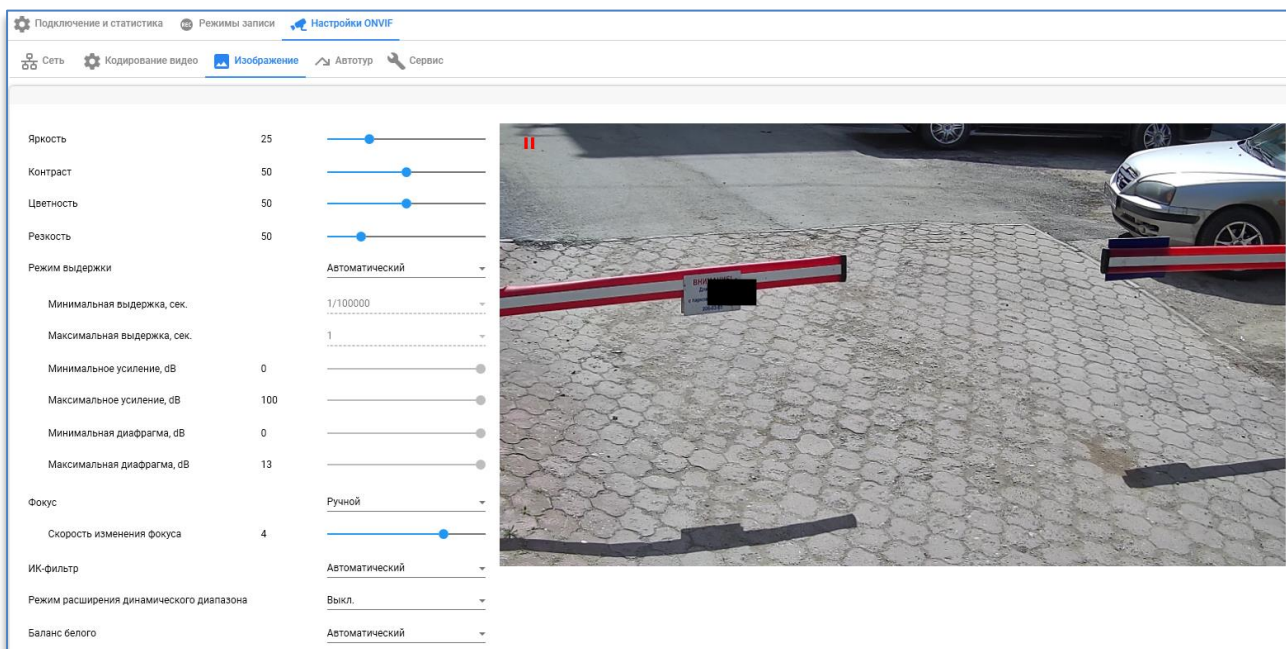 Подключение и статистика REC Режимы записи Настройки ONVIF
Сеть Кодирование видео Изображение Автотур Сервис
Яркость 25
Контраст 50
Цветность 50
Резкость 50
Режим выдержки Автоматический
Минимальная выдержка, сек. 1/100000
Максимальная выдержка, сек. 1
Минимальное усиление, dB 0
Максимальное усиление, dB 100
Минимальная диафрагма, dB 0
Максимальная диафрагма, dB 13
Фокус Ручной
Скорость изменения фокуса 4
ИК-фильтр Автоматический
Режим расширения динамического диапазона Выкл.
Баланс белого Автоматический